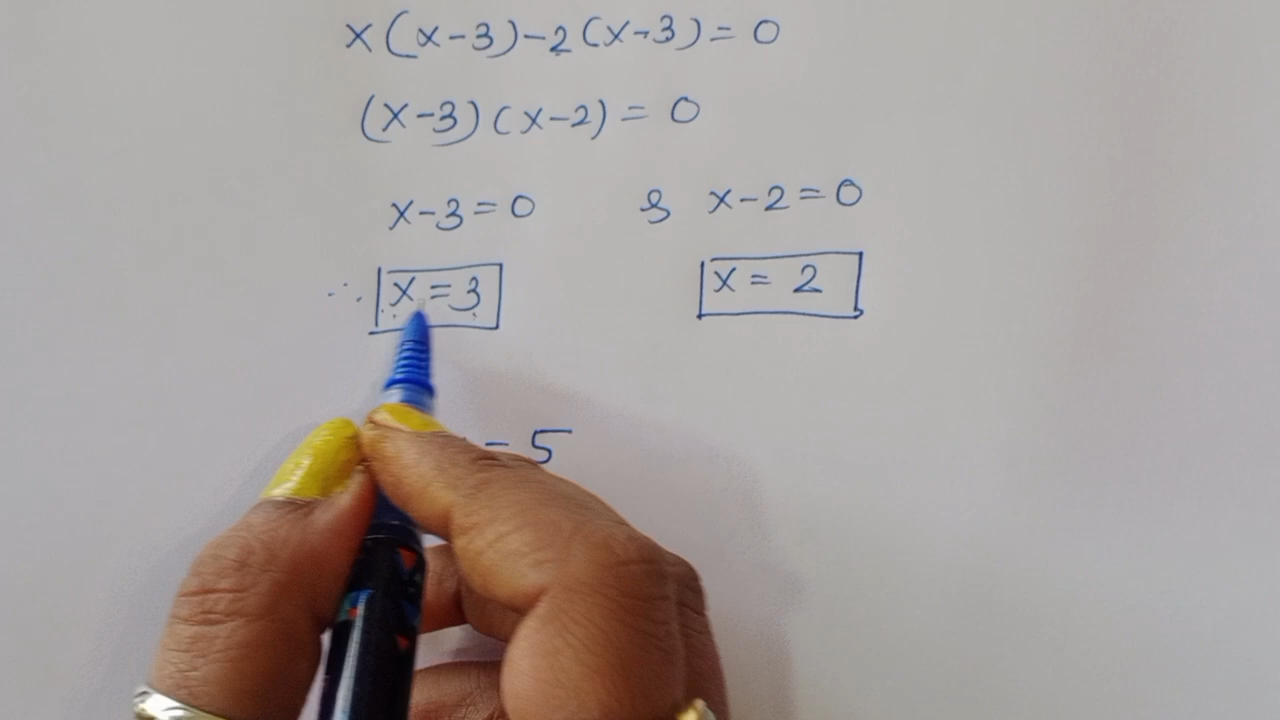 x(x-3)-2(x-3)=0
(x-3)(x-2)=0
x-3=0 & x-2=0
∴ x=3 x=2
-5